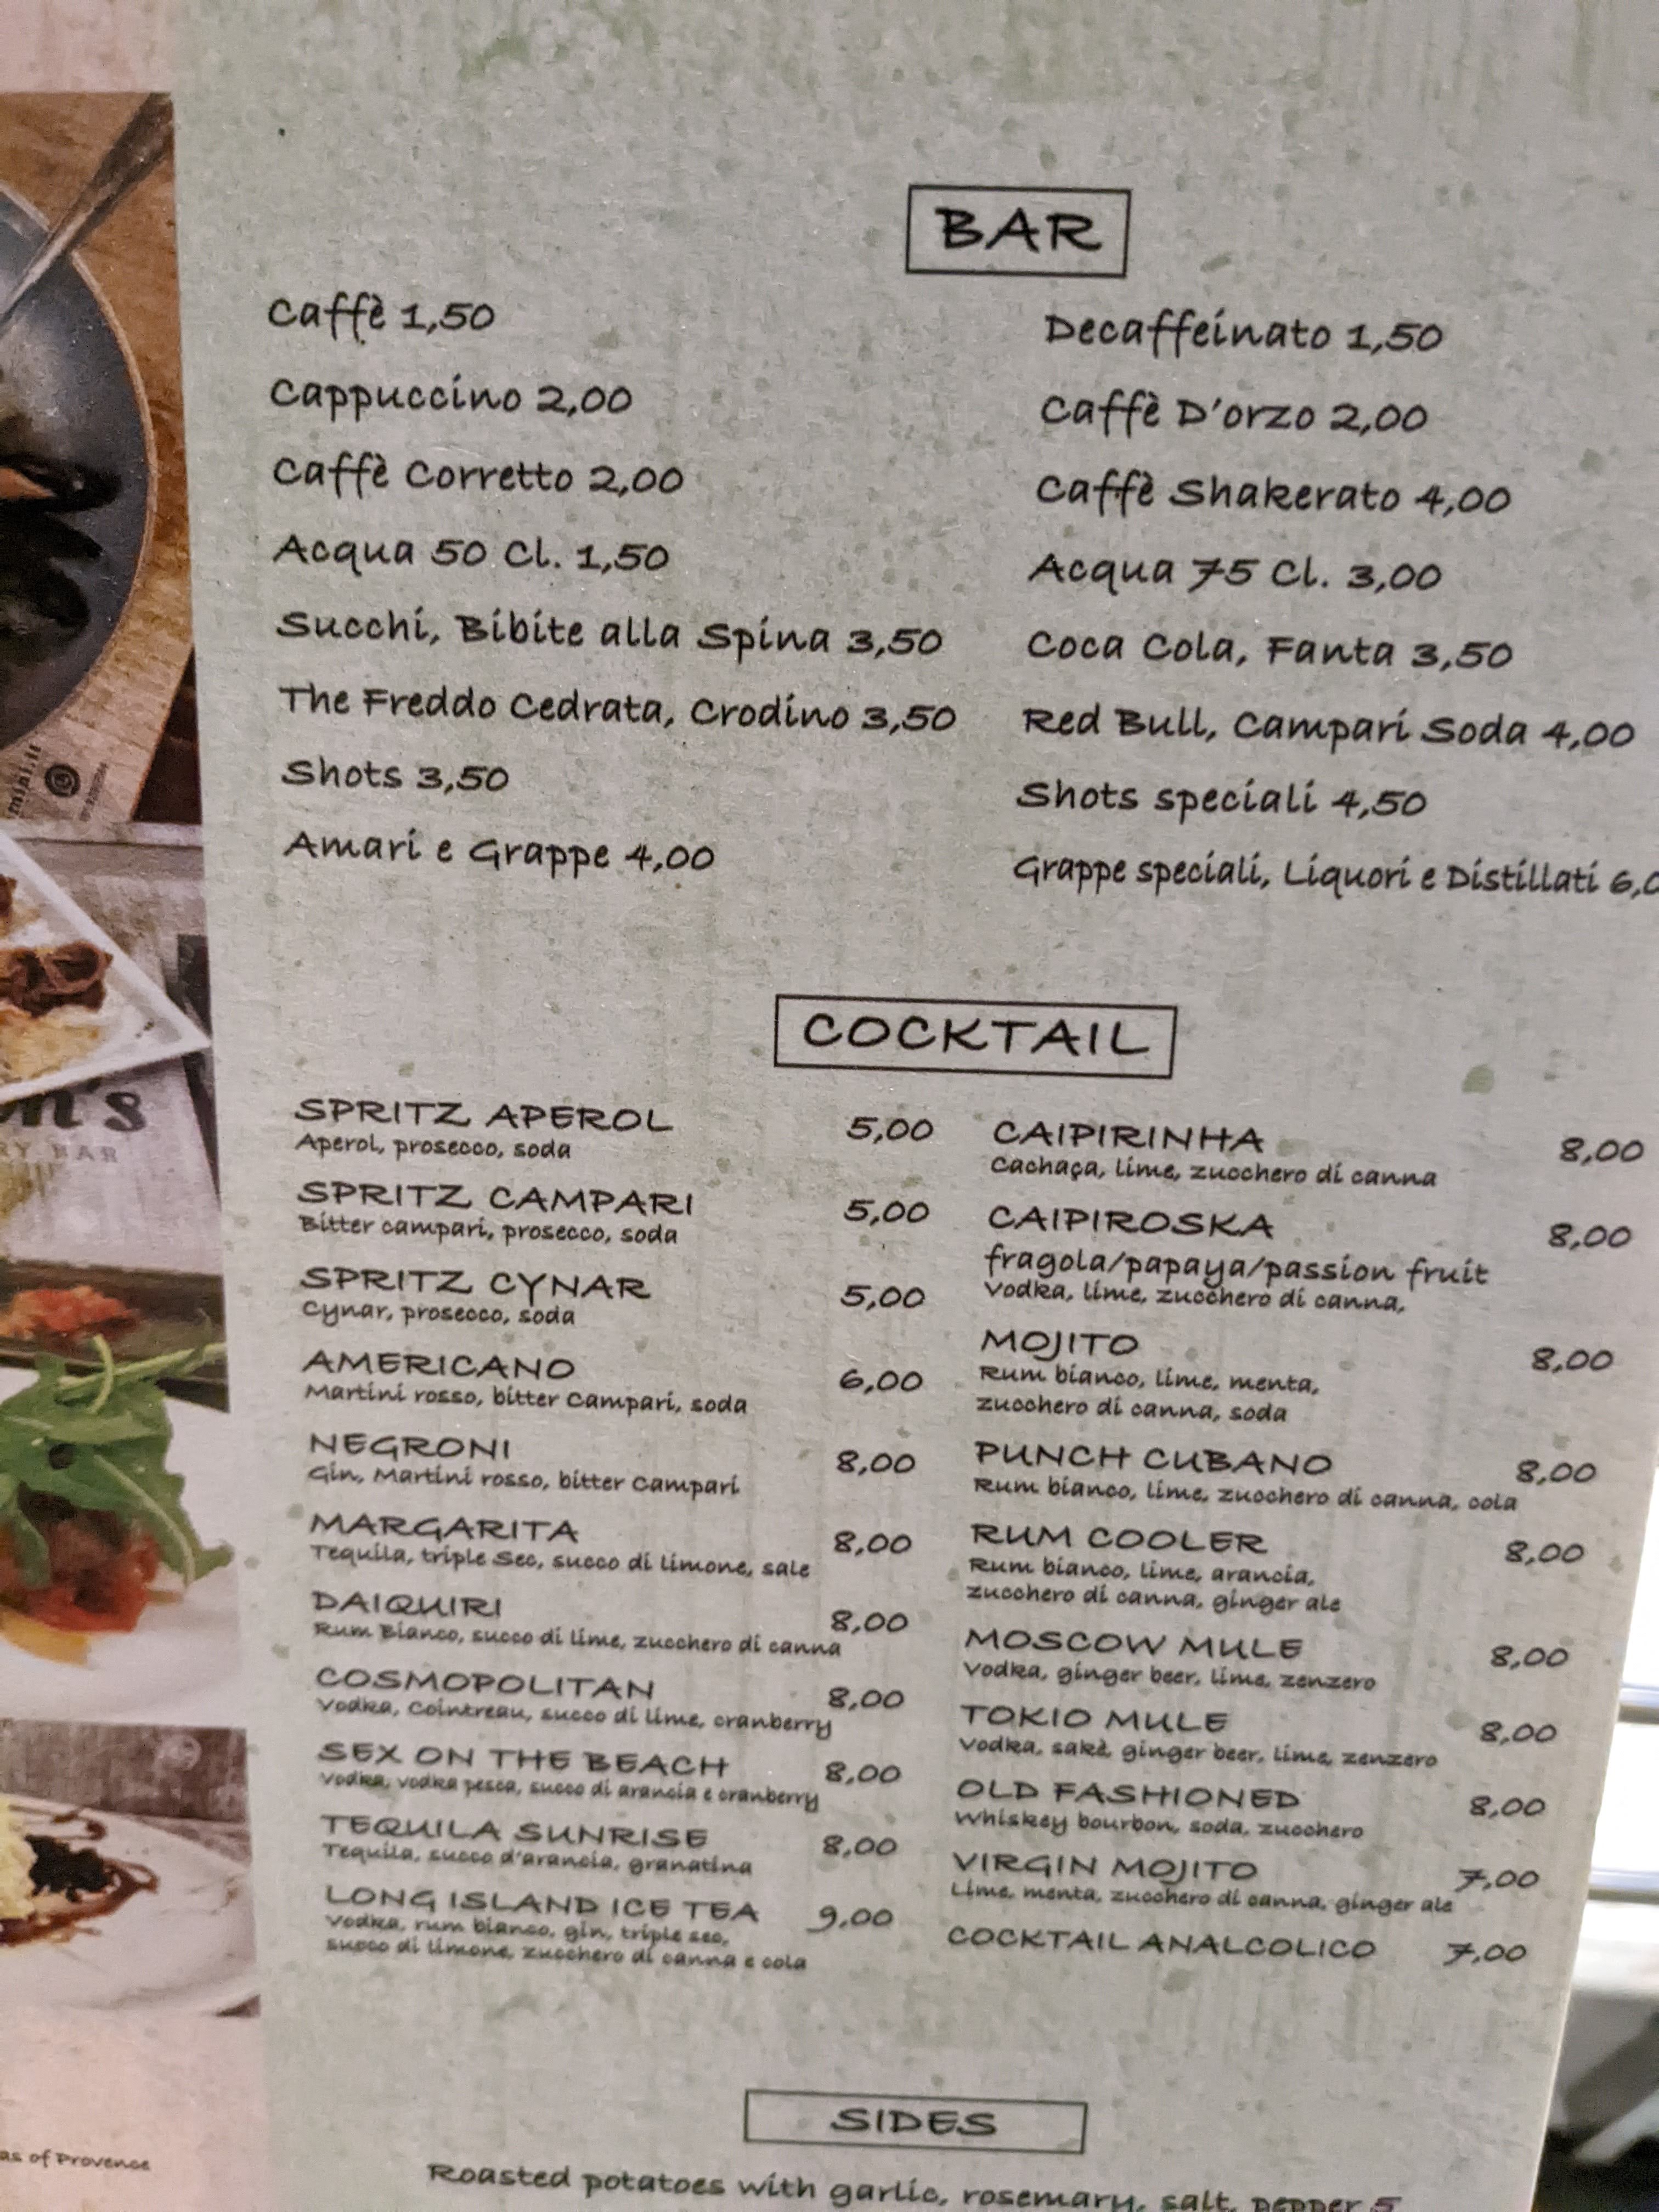 BAR
Caffè 1,50
Cappuccino 2,00
Caffè Corretto 2,00
Acqua 50 Cl. 1,50
Succhi, Bibite alla Spina 3,50
The Freddo Cedrata, Crodino 3,50
Shots 3,50
Amari e Grappe 4,00
Decaffeinato 1,50
Caffè D'orzo 2,00
Caffè Shakerato 4,00
Acqua 75 Cl. 3,00
Coca Cola, Fanta 3,50
Red Bull, Campari Soda 4,00
Shots speciali 4,50
Grappe speciali, Liquori e Distillati 6,0
COCKTAIL
SPRITZ APEROL 5,00
Aperol, prosecco, soda
SPRITZ CAMPARI 5,00
Bitter campari, prosecco, soda
SPRITZ CYNAR 5,00
Cynar, prosecco, soda
AMERICANO 6,00
Martini rosso, bitter Campari, soda
NEGRONI 8,00
Gin, Martini rosso, bitter Campari
MARGARITA 8,00
Tequila, triple Sec, succo di limone, sale
DAIQUIRI 8,00
Rum Bianco, succo di lime, zucchero di canna
COSMOPOLITAN 8,00
Vodka, Cointreau, succo di lime, cranberry
SEX ON THE BEACH 8,00
Vodka, vodka pesca, succo di arancia e cranberry
TEQUILA SUNRISE 8,00
Tequila, succo d'arancia, granatina
LONG ISLAND ICE TEA 9,00
Vodka, rum bianco, gin, triple sec,
succo di limone, zucchero di canna e cola
CAIPIRINHA 8,00
Cachaça, lime, zucchero di canna
CAIPIROSKA 8,00
fragola/papaya/passion fruit
Vodka, lime, zucchero di canna,
MOJITO 8,00
Rum bianco, lime, menta,
zucchero di canna, soda
PUNCH CUBANO 8,00
Rum bianco, lime, zucchero di canna, cola
RUM COOLER 8,00
Rum bianco, lime, arancia,
zucchero di canna, ginger ale
MOSCOW MULE 8,00
Vodka, ginger beer, lime, zenzero
TOKIO MULE 8,00
Vodka, sakè, ginger beer, lime, zenzero
OLD FASHIONED 8,00
Whiskey bourbon, soda, zucchero
VIRGIN MOJITO 7,00
Lime, menta, zucchero di canna, ginger ale
COCKTAIL ANALCOLICO 7,00
SIDES
Roasted potatoes with garlic, rosemary, salt, pepper 5
as of Provence
BAR